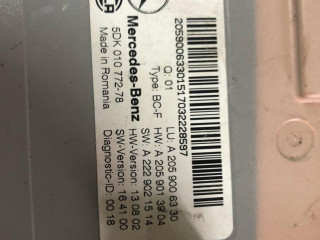 20590063301517032228597
Q: 01 LU: A 205 900 63 30
Type: BC-F HW: A 205 901 39 04
SW: A 222 902 15 14
Mercedes-Benz HW-Version: 13 08 02
5DK 010 772-78 SW-Version: 16 41 00
Made in Romania Diagnostic-ID: 00 18